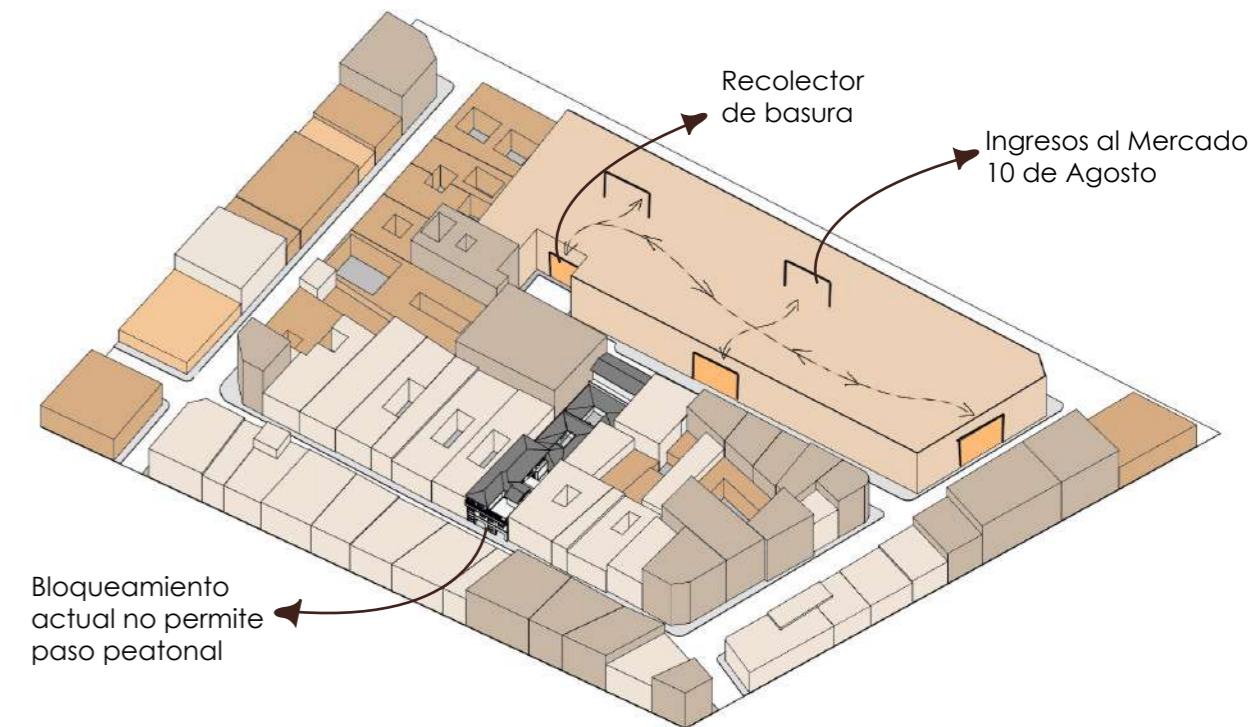 Recolector
de basura
Ingresos al Mercado
10 de Agosto
Bloqueamiento
actual no permite
paso peatonal